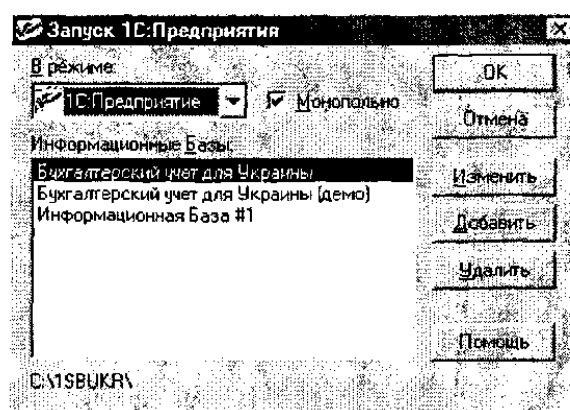 Запуск 1С:Предприятия
В режиме:
1С:Предприятие
Монопольно
Информационные Базы:
Бухгалтерский учет для Украины
Бухгалтерский учет для Украины (демо)
Информационная База #1
C:\1SBUKR\
OK
Отмена
Изменить
Добавить
Удалить
Помощь